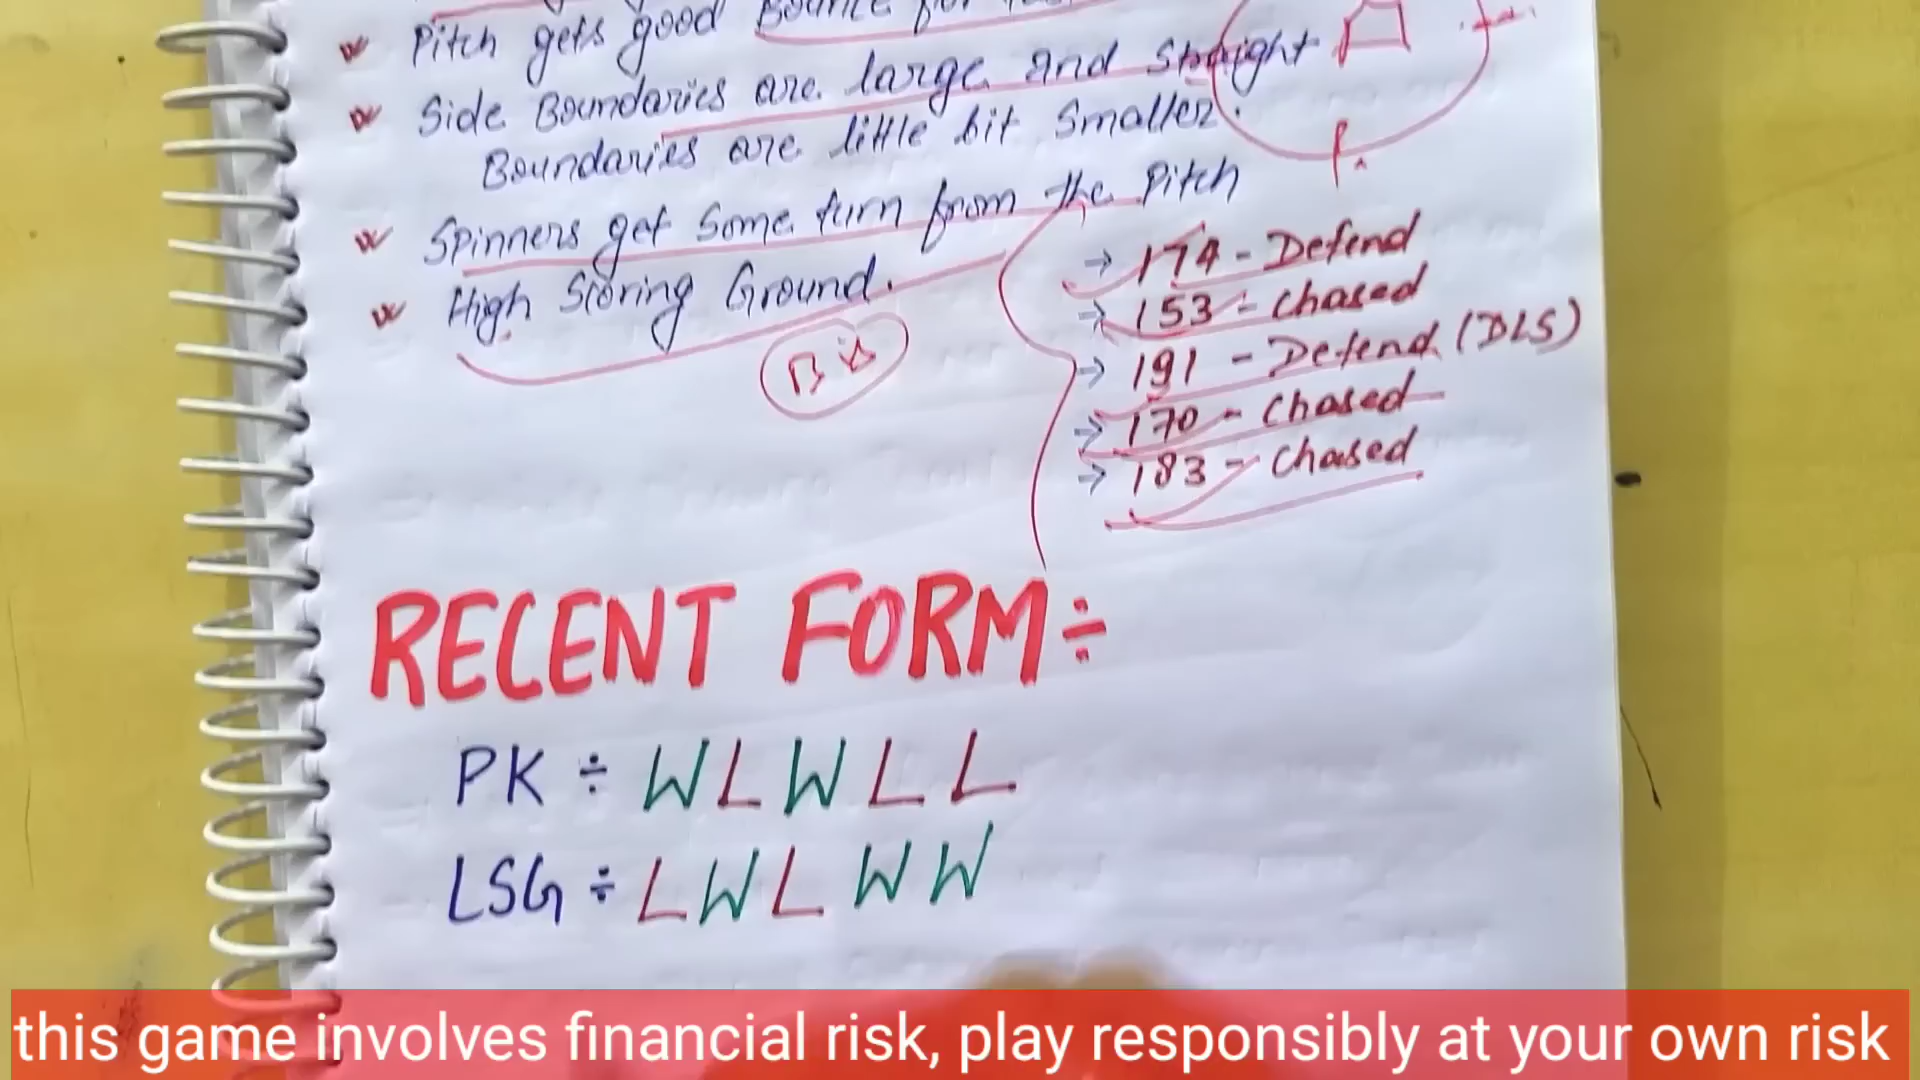 Pitch gets good Bounce for
Side Boundaries are large and Straight
Boundaries are little bit Smaller.
Spinners get Some turn from the Pitch
High Scoring Ground.
→ 174 - Defend
→ 153 - Chased
→ 191 - Defend (DLS)
→ 170 - Chased
→ 183 - Chased
RECENT FORM ÷
PK ÷ W L W L L
LSG ÷ L W L W W
this game involves financial risk, play responsibly at your own risk